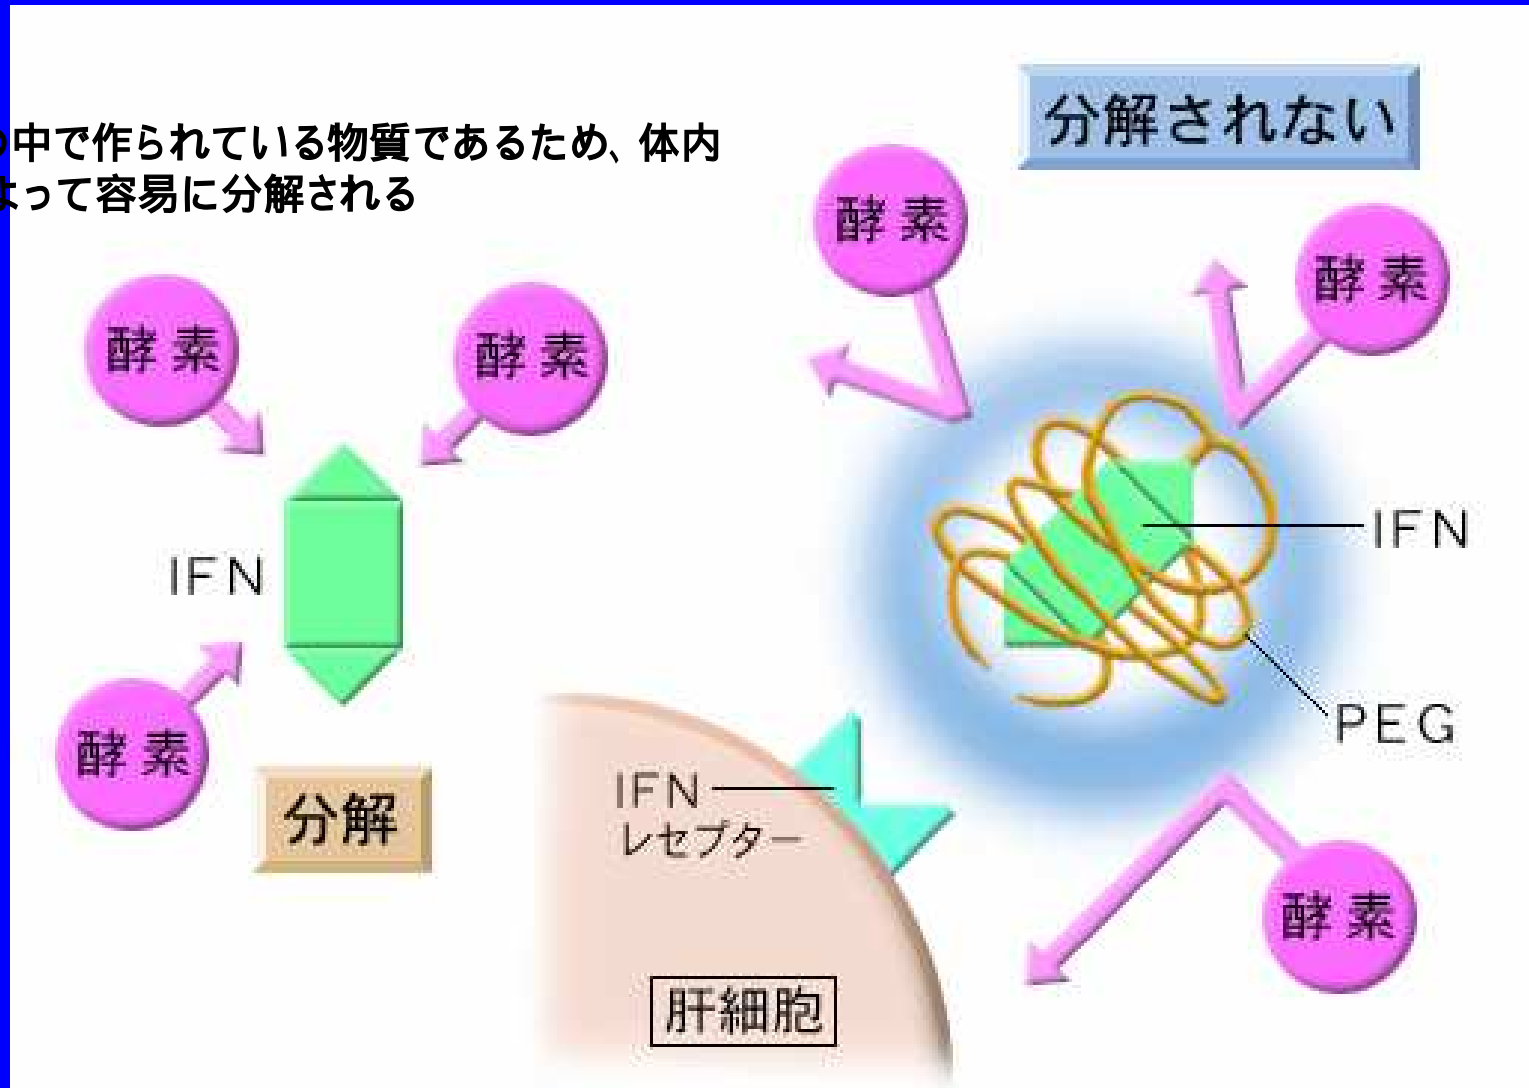 の中で作られている物質であるため、体内
よって容易に分解される
分解されない
酵素
酵素
酵素
酵素
IFN
IFN
酵素
PEG
分解
IFN
レセプター
酵素
肝細胞